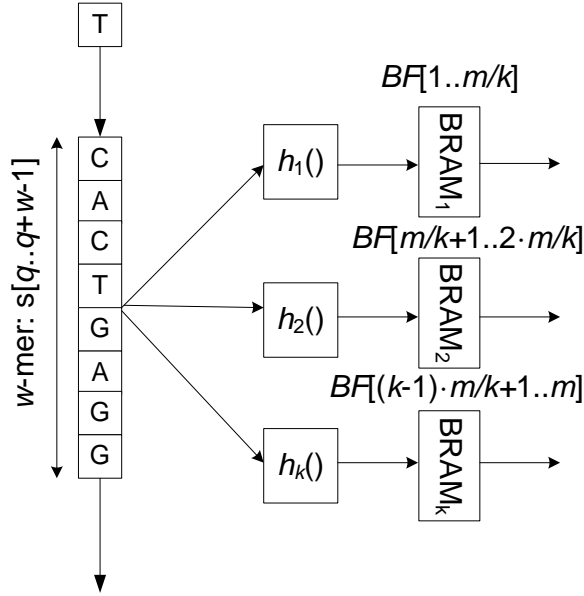 T
C
A
C
T
G
A
G
G
w-mer: s[q..q+w-1]
BF[1..m/k]
h₁()
BRAM₁
BF[m/k+1..2·m/k]
h₂()
BRAM₂
BF[(k-1)·m/k+1..m]
hₖ()
BRAMₖ